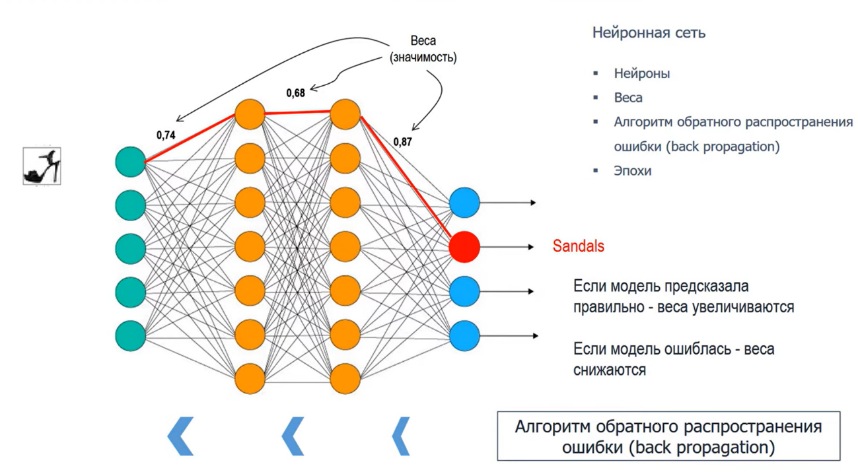 Веса
(значимость)
0,68
0,74
0,87
Нейронная сеть
▪ Нейроны
▪ Веса
▪ Алгоритм обратного распространения
ошибки (back propagation)
▪ Эпохи
Sandals
Если модель предсказала
правильно - веса увеличиваются
Если модель ошиблась - веса
снижаются
Алгоритм обратного распространения
ошибки (back propagation)